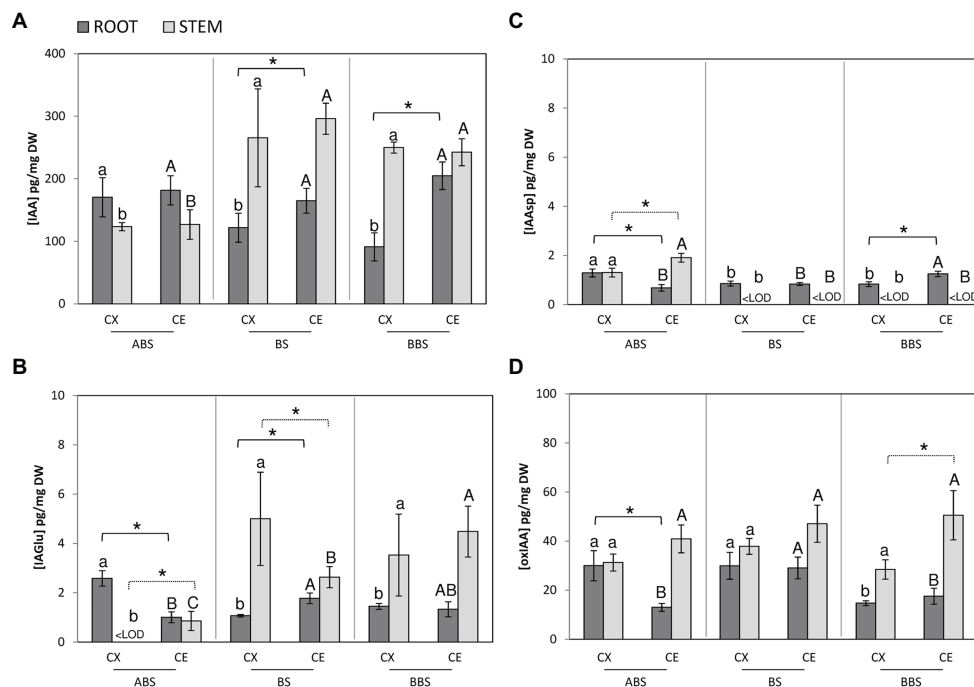 A
ROOT STEM
[IAA] pg/mg DW
400
300
200
100
0
a
b
A
B
*
b
a
A
A
*
b
a
A
A
CX CE CX CE CX CE
ABS BS BBS
B
[IAGlu] pg/mg DW
10
8
6
4
2
0
*
*
a
b
<LOD
B
C
*
*
b
a
A
B
b
a
AB
A
CX CE CX CE CX CE
ABS BS BBS
C
[IAAsp] pg/mg DW
10
8
6
4
2
0
*
*
a
a
B
A
b
b
<LOD
B
B
<LOD
*
b
b
<LOD
A
B
<LOD
CX CE CX CE CX CE
ABS BS BBS
D
[oxIAA] pg/mg DW
100
80
60
40
20
0
*
a
a
B
A
a
a
A
A
*
b
a
B
A
CX CE CX CE CX CE
ABS BS BBS